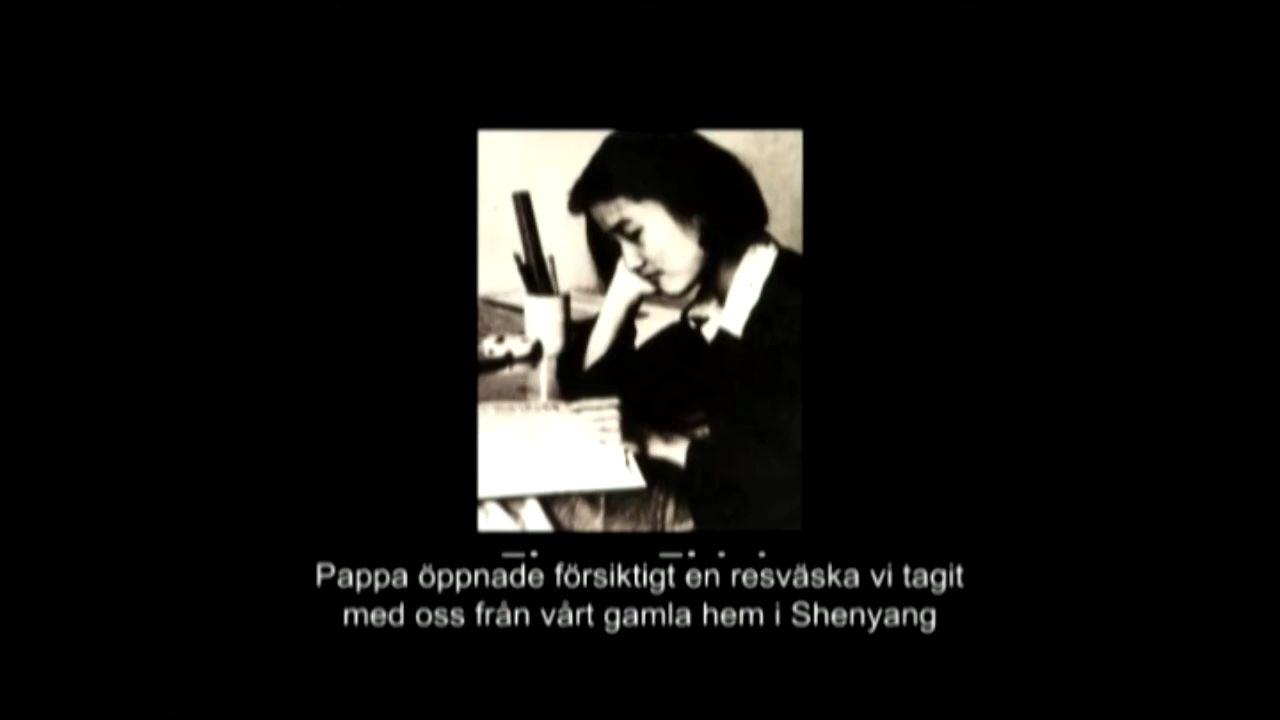 Pappa öppnade försiktigt en resväska vi tagit
med oss från vårt gamla hem i Shenyang